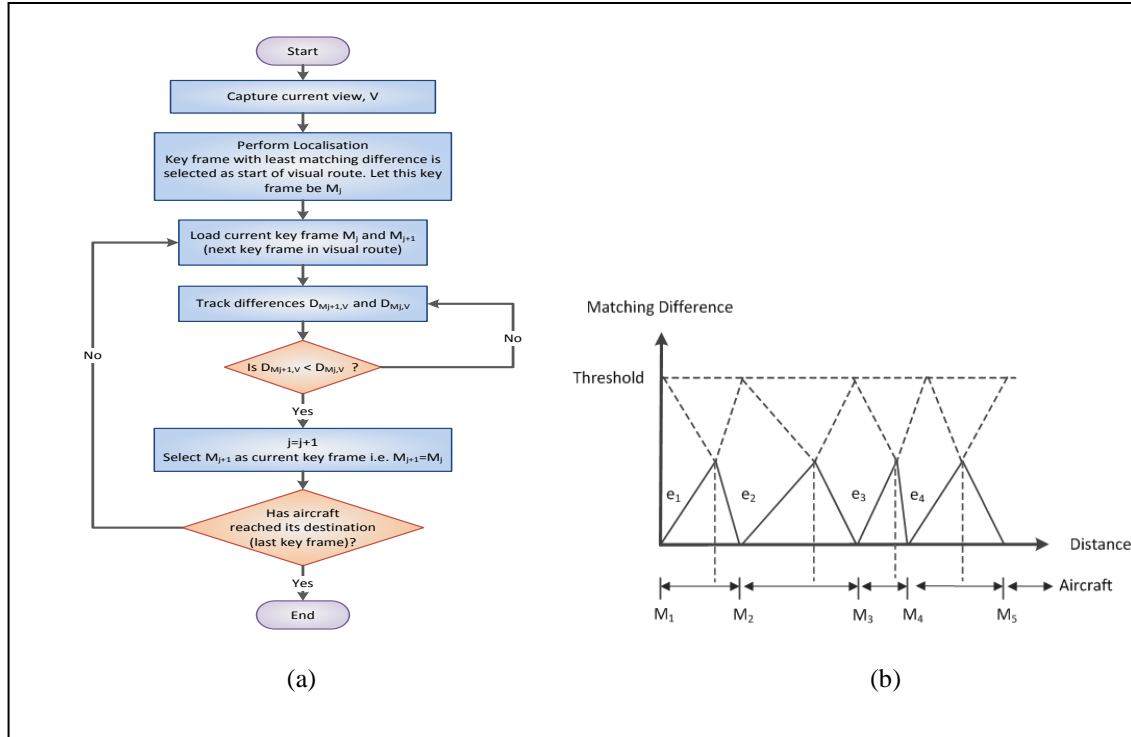 Start
Capture current view, V
Perform Localisation
Key frame with least matching difference is
selected as start of visual route. Let this key
frame be Mj
Load current key frame Mj and Mj+1
(next key frame in visual route)
Track differences DMj+1,V and DMj,V
No
No
Is DMj+1,V < DMj,V ?
Yes
j=j+1
Select Mj+1 as current key frame i.e. Mj+1=Mj
Has aircraft
reached its destination
(last key frame)?
Yes
End
(a)
Matching Difference
Threshold
e1 e2 e3 e4
Distance
Aircraft
M1 M2 M3 M4 M5
(b)